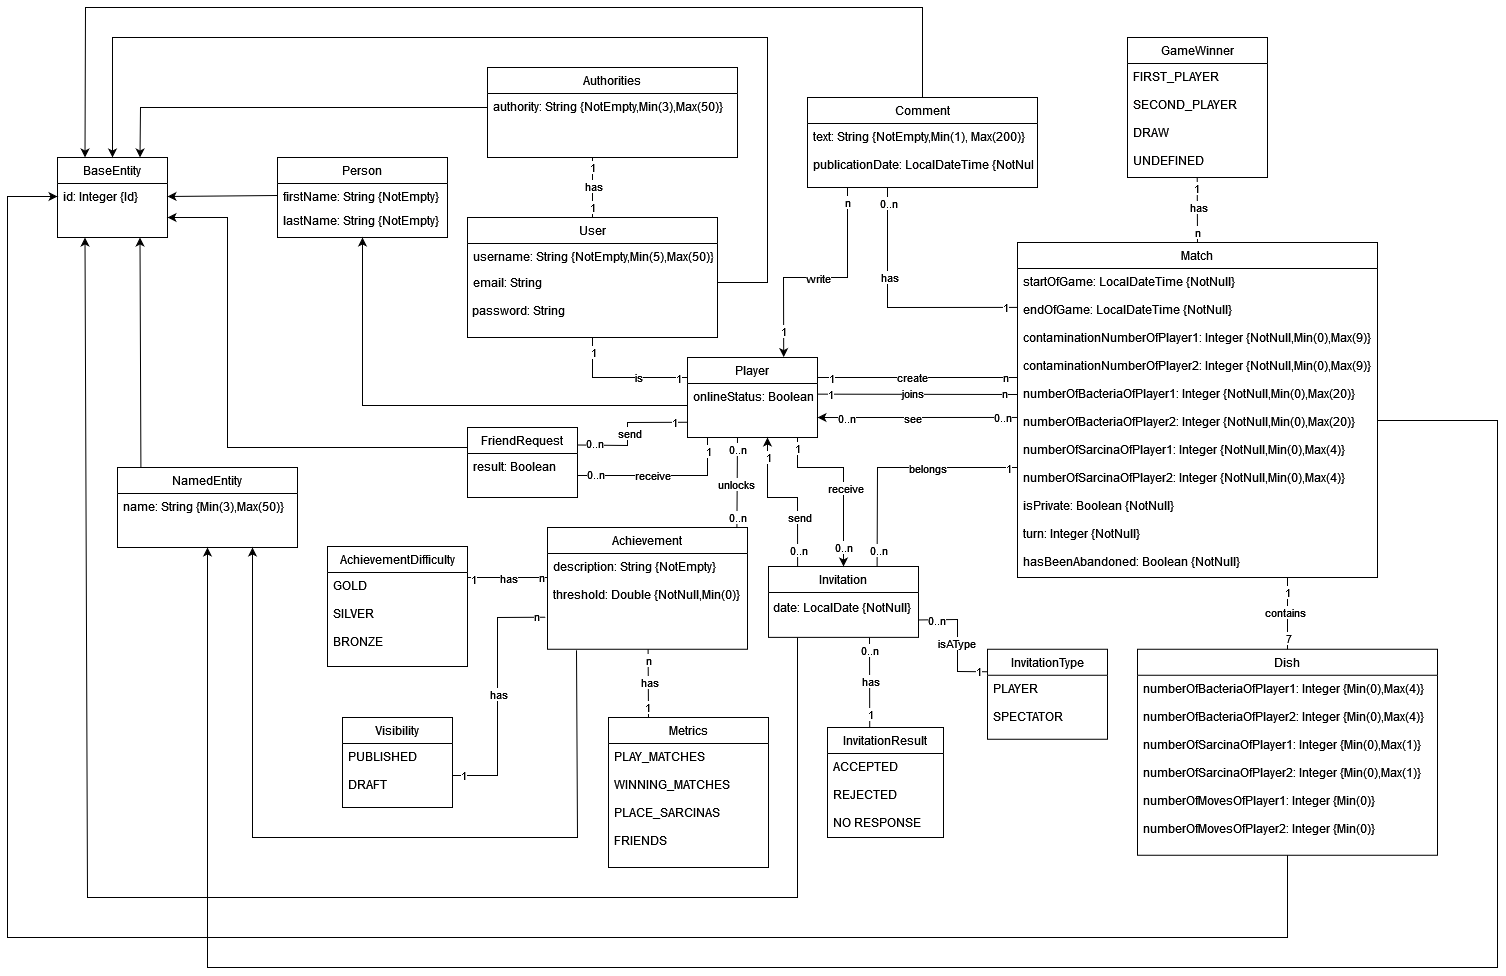 GameWinner
FIRST_PLAYER
SECOND_PLAYER
DRAW
UNDEFINED
Authorities
authority: String {NotEmpty,Min(3),Max(50)}
Comment
text: String {NotEmpty,Min(1), Max(200)}
publicationDate: LocalDateTime {NotNul
BaseEntity
id: Integer {Id}
Person
firstName: String {NotEmpty}
lastName: String {NotEmpty}
1
has
1
n
0..n
1
has
n
User
username: String {NotEmpty,Min(5),Max(50)}
email: String
password: String
write
1
has
1
Match
startOfGame: LocalDateTime {NotNull}
endOfGame: LocalDateTime {NotNull}
contaminationNumberOfPlayer1: Integer {NotNull,Min(0),Max(9)}
contaminationNumberOfPlayer2: Integer {NotNull,Min(0),Max(9)}
numberOfBacteriaOfPlayer1: Integer {NotNull,Min(0),Max(20)}
numberOfBacteriaOfPlayer2: Integer {NotNull,Min(0),Max(20)}
numberOfSarcinaOfPlayer1: Integer {NotNull,Min(0),Max(4)}
numberOfSarcinaOfPlayer2: Integer {NotNull,Min(0),Max(4)}
isPrivate: Boolean {NotNull}
turn: Integer {NotNull}
hasBeenAbandoned: Boolean {NotNull}
1
is
1
Player
onlineStatus: Boolean
1
create
n
1
joins
n
0..n
see
0..n
FriendRequest
result: Boolean
0..n
send
1
0..n
receive
1
0..n
unlocks
0..n
1
send
0..n
1
receive
0..n
belongs
1
0..n
NamedEntity
name: String {Min(3),Max(50)}
AchievementDifficulty
GOLD
SILVER
BRONZE
1
has
n
Achievement
description: String {NotEmpty}
threshold: Double {NotNull,Min(0)}
n
has
1
n
has
1
Invitation
date: LocalDate {NotNull}
0..n
isAType
1
0..n
has
1
1
contains
7
InvitationType
PLAYER
SPECTATOR
Dish
numberOfBacteriaOfPlayer1: Integer {Min(0),Max(4)}
numberOfBacteriaOfPlayer2: Integer {Min(0),Max(4)}
numberOfSarcinaOfPlayer1: Integer {Min(0),Max(1)}
numberOfSarcinaOfPlayer2: Integer {Min(0),Max(1)}
numberOfMovesOfPlayer1: Integer {Min(0)}
numberOfMovesOfPlayer2: Integer {Min(0)}
Visibility
PUBLISHED
DRAFT
Metrics
PLAY_MATCHES
WINNING_MATCHES
PLACE_SARCINAS
FRIENDS
InvitationResult
ACCEPTED
REJECTED
NO RESPONSE